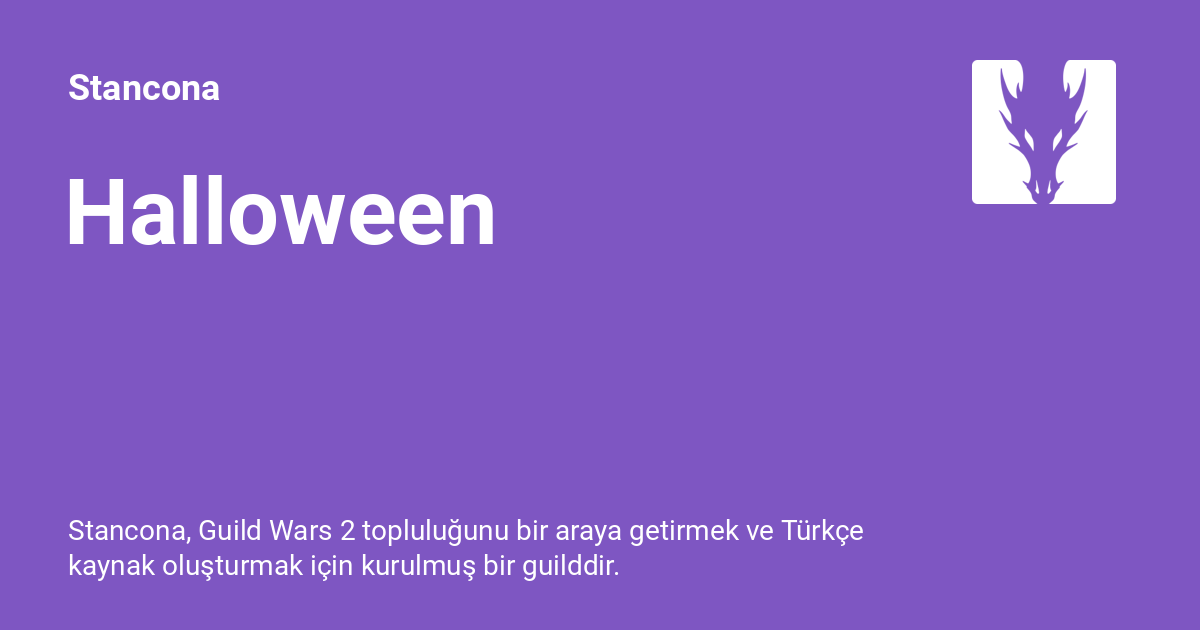 Stancona
Halloween
Stancona, Guild Wars 2 topluluğunu bir araya getirmek ve Türkçe
kaynak oluşturmak için kurulmuş bir guilddir.